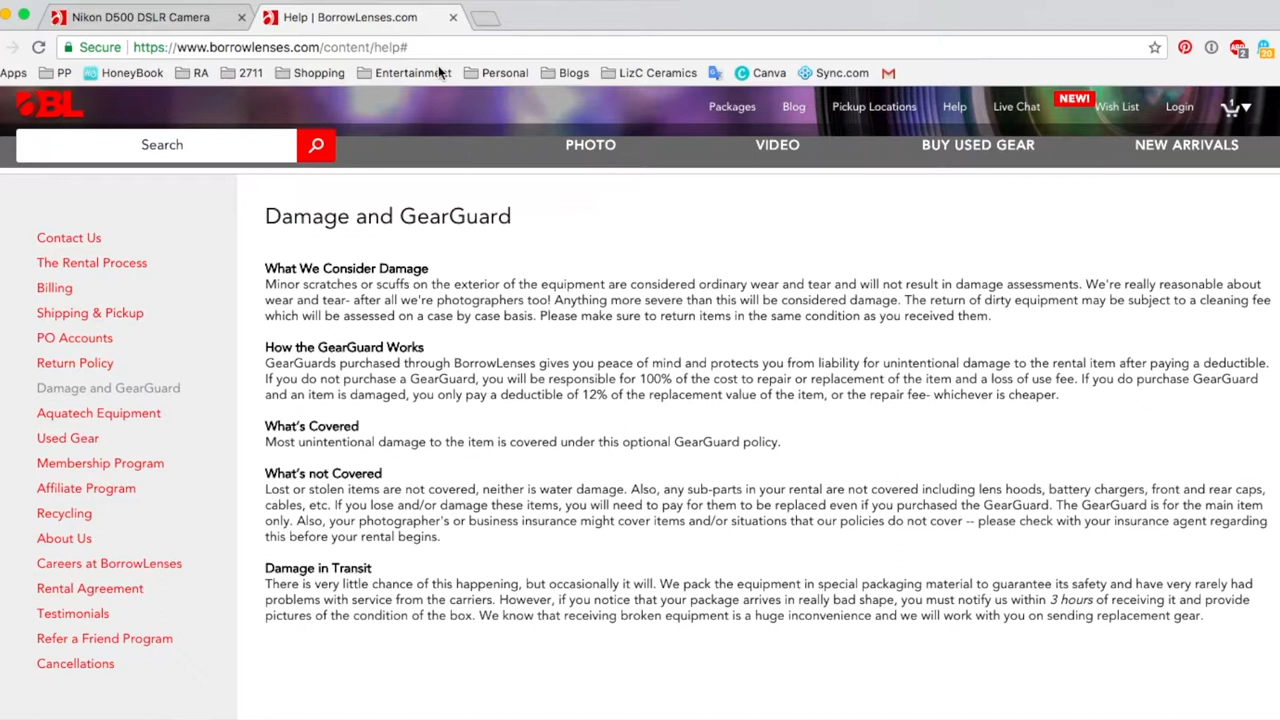 Nikon D500 DSLR Camera
Help | BorrowLenses.com
Secure https://www.borrowlenses.com/content/help#
Apps PP HoneyBook RA 2711 Shopping Entertainment Personal Blogs LizC Ceramics Canva Sync.com
BL
Packages Blog Pickup Locations Help Live Chat NEW! Wish List Login 1
Search PHOTO VIDEO BUY USED GEAR NEW ARRIVALS
Contact Us
The Rental Process
Billing
Shipping & Pickup
PO Accounts
Return Policy
Damage and GearGuard
Aquatech Equipment
Used Gear
Membership Program
Affiliate Program
Recycling
About Us
Careers at BorrowLenses
Rental Agreement
Testimonials
Refer a Friend Program
Cancellations
Damage and GearGuard
What We Consider Damage
Minor scratches or scuffs on the exterior of the equipment are considered ordinary wear and tear and will not result in damage assessments. We're really reasonable about
wear and tear- after all we're photographers too! Anything more severe than this will be considered damage. The return of dirty equipment may be subject to a cleaning fee
which will be assessed on a case by case basis. Please make sure to return items in the same condition as you received them.
How the GearGuard Works
GearGuards purchased through BorrowLenses gives you peace of mind and protects you from liability for unintentional damage to the rental item after paying a deductible.
If you do not purchase a GearGuard, you will be responsible for 100% of the cost to repair or replacement of the item and a loss of use fee. If you do purchase GearGuard
and an item is damaged, you only pay a deductible of 12% of the replacement value of the item, or the repair fee- whichever is cheaper.
What's Covered
Most unintentional damage to the item is covered under this optional GearGuard policy.
What's not Covered
Lost or stolen items are not covered, neither is water damage. Also, any sub-parts in your rental are not covered including lens hoods, battery chargers, front and rear caps,
cables, etc. If you lose and/or damage these items, you will need to pay for them to be replaced even if you purchased the GearGuard. The GearGuard is for the main item
only. Also, your photographer's or business insurance might cover items and/or situations that our policies do not cover -- please check with your insurance agent regarding
this before your rental begins.
Damage in Transit
There is very little chance of this happening, but occasionally it will. We pack the equipment in special packaging material to guarantee its safety and have very rarely had
problems with service from the carriers. However, if you notice that your package arrives in really bad shape, you must notify us within 3 hours of receiving it and provide
pictures of the condition of the box. We know that receiving broken equipment is a huge inconvenience and we will work with you on sending replacement gear.